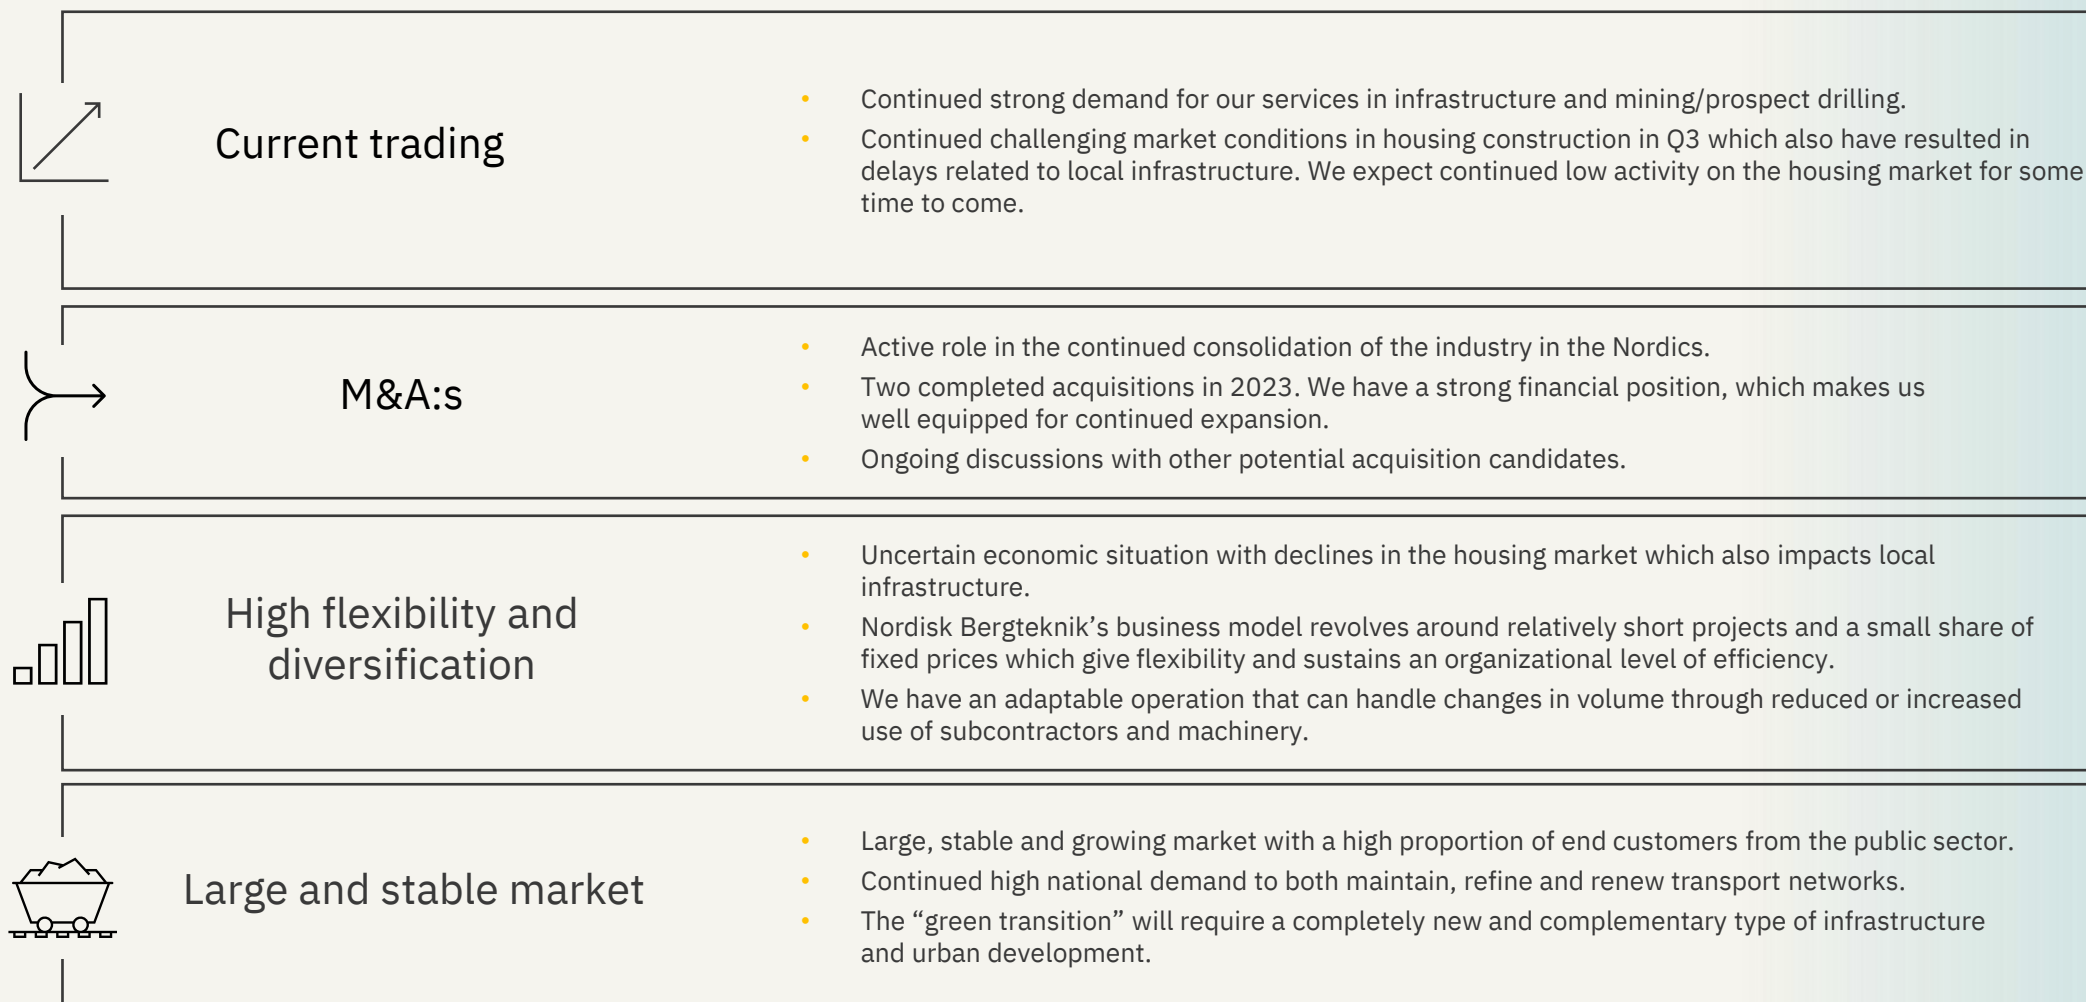 Current trading
• Continued strong demand for our services in infrastructure and mining/prospect drilling.
• Continued challenging market conditions in housing construction in Q3 which also have resulted in
delays related to local infrastructure. We expect continued low activity on the housing market for some
time to come.
M&A:s
• Active role in the continued consolidation of the industry in the Nordics.
• Two completed acquisitions in 2023. We have a strong financial position, which makes us
well equipped for continued expansion.
• Ongoing discussions with other potential acquisition candidates.
High flexibility and
diversification
• Uncertain economic situation with declines in the housing market which also impacts local
infrastructure.
• Nordisk Bergteknik’s business model revolves around relatively short projects and a small share of
fixed prices which give flexibility and sustains an organizational level of efficiency.
• We have an adaptable operation that can handle changes in volume through reduced or increased
use of subcontractors and machinery.
Large and stable market
• Large, stable and growing market with a high proportion of end customers from the public sector.
• Continued high national demand to both maintain, refine and renew transport networks.
• The “green transition” will require a completely new and complementary type of infrastructure
and urban development.